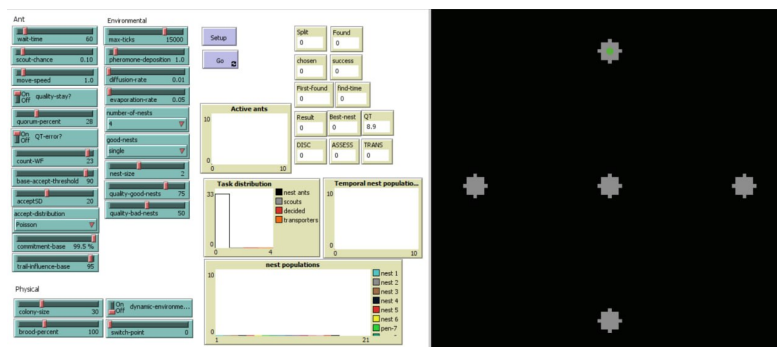 Ant
wait-time 60
scout-chance 0.10
move-speed 1.0
On
Off quality-stay?
quorum-percent 28
On
Off QT-error?
count-WF 23
base-accept-threshold 90
acceptSD 20
accept-distribution
Poisson
commitment-base 99.5 %
trail-influence-base 95
Physical
colony-size 30
brood-percent 100
Environmental
max-ticks 15000
pheromone-deposition 1.0
diffusion-rate 0.01
evaporation-rate 0.05
number-of-nests
4
good-nests
single
nest-size 2
quality-good-nests 75
quality-bad-nests 50
On
Off dynamic-environme...
switch-point 0
Setup
Go
Split
0
Found
0
chosen
0
success
0
First-found
0
find-time
0
Result
0
Best-nest
0
QT
8.9
DISC
0
ASSESS
0
TRANS
0
Active ants
10
0
0 10
Task distribution
33
0
0 4
nest ants
scouts
decided
transporters
Temporal nest populatio...
10
0
0 10
nest populations
10
0
1 21
nest 1
nest 2
nest 3
nest 4
nest 5
nest 6
pen-7